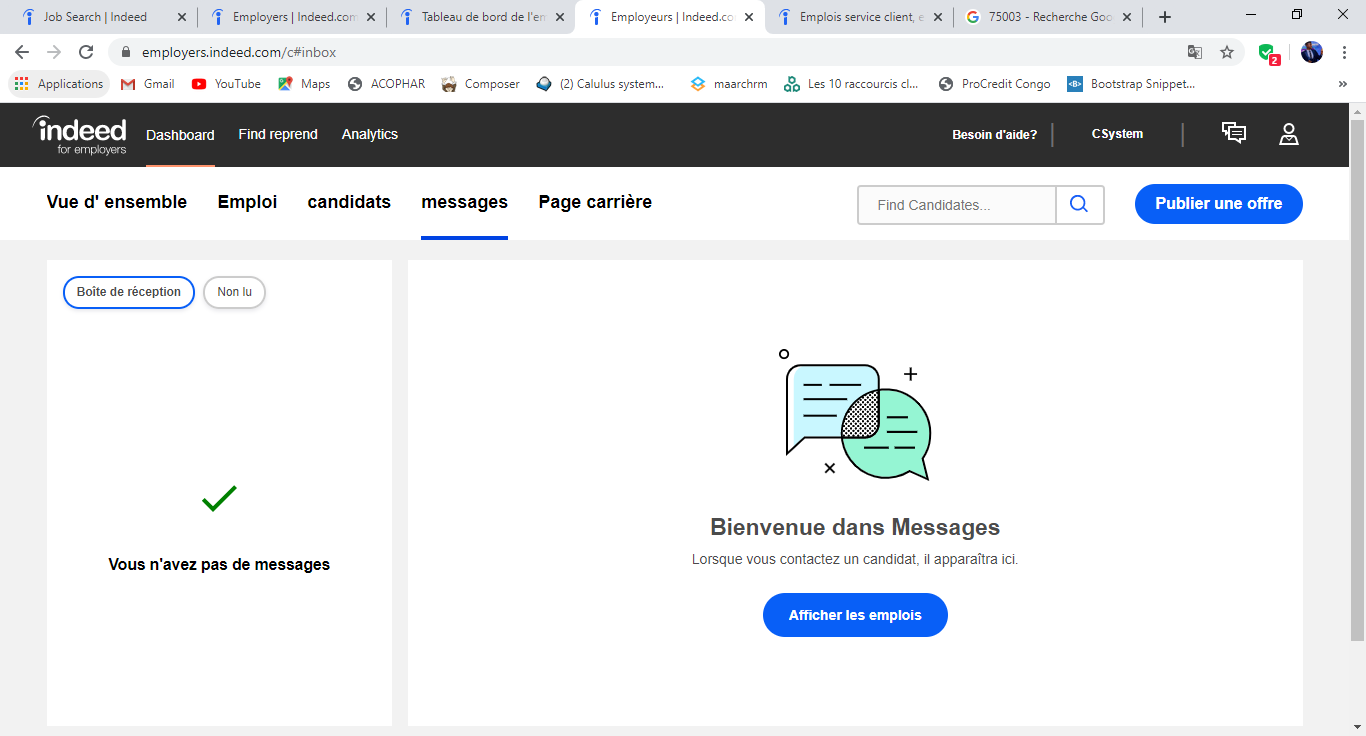 Job Search | Indeed
Employers | Indeed.com
Tableau de bord de l'em
Employeurs | Indeed.co
Emplois service client, e
75003 - Recherche Goo
employers.indeed.com/c#inbox
Applications
Gmail
YouTube
Maps
ACOPHAR
Composer
(2) Calulus system...
maarchrm
Les 10 raccourcis cl...
ProCredit Congo
Bootstrap Snippet...
»
2
indeed
for employers
Dashboard
Find reprend
Analytics
Besoin d'aide?
CSystem
Vue d' ensemble
Emploi
candidats
messages
Page carrière
Find Candidates...
Publier une offre
Boîte de réception
Non lu
Vous n'avez pas de messages
Bienvenue dans Messages
Lorsque vous contactez un candidat, il apparaîtra ici.
Afficher les emplois